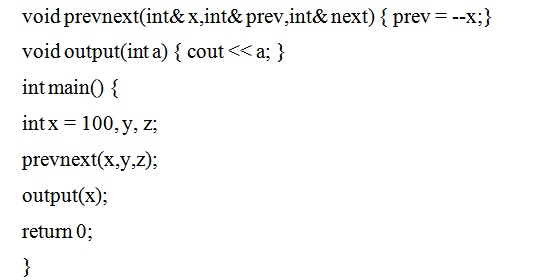 void prevnext(int& x,int& prev,int& next) { prev = --x;}
void output(int a) { cout << a; }
int main() {
int x = 100, y, z;
prevnext(x,y,z);
output(x);
return 0;
}